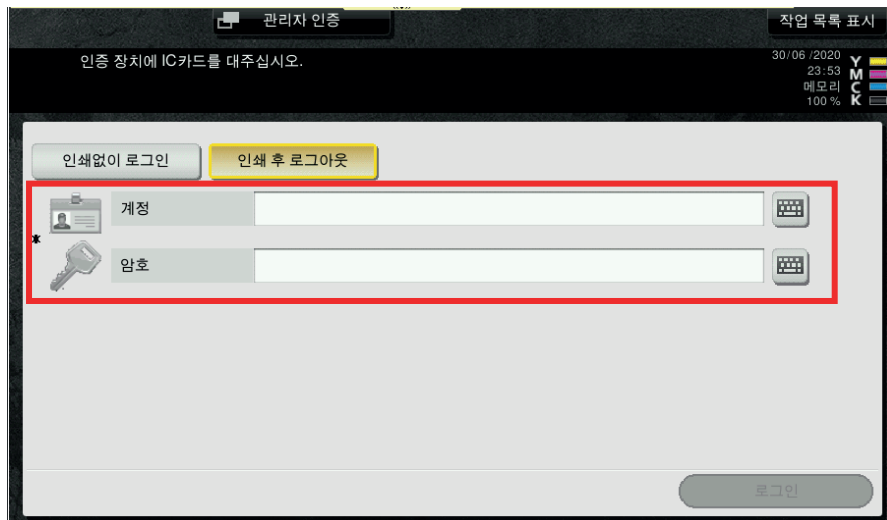 관리자 인증
작업 목록 표시
인증 장치에 IC카드를 대주십시오.
30/06 /2020
23:53
메모리
100 %
Y
M
C
K
인쇄없이 로그인
인쇄 후 로그아웃
계정
*
암호
로그인